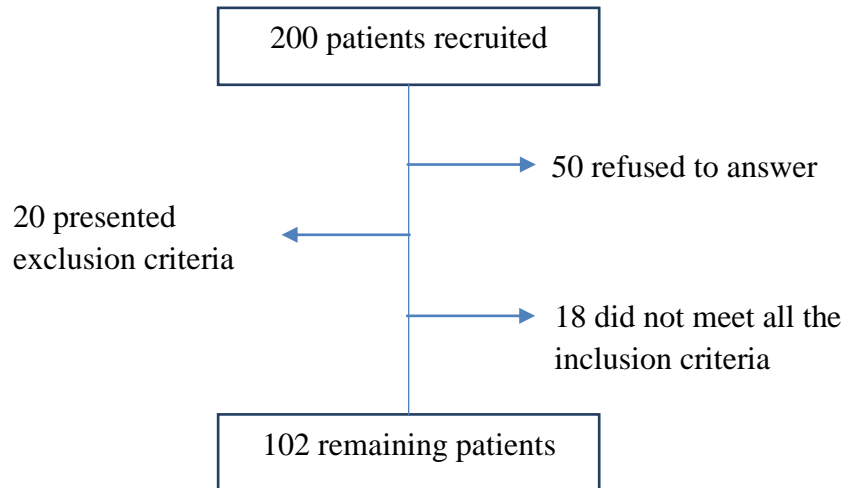 200 patients recruited
50 refused to answer
20 presented
exclusion criteria
18 did not meet all the
inclusion criteria
102 remaining patients